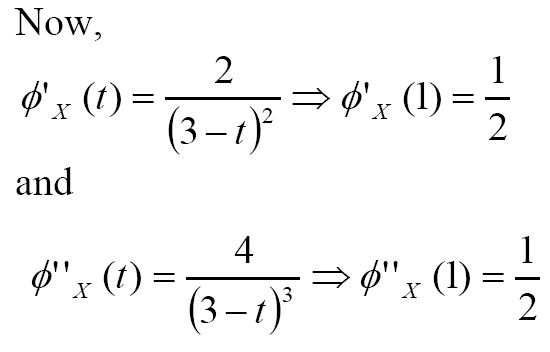 Now,
ϕ'_X (t) = 2/(3 − t)² ⇒ ϕ'_X (1) = 1/2
and
ϕ''_X (t) = 4/(3 − t)³ ⇒ ϕ''_X (1) = 1/2